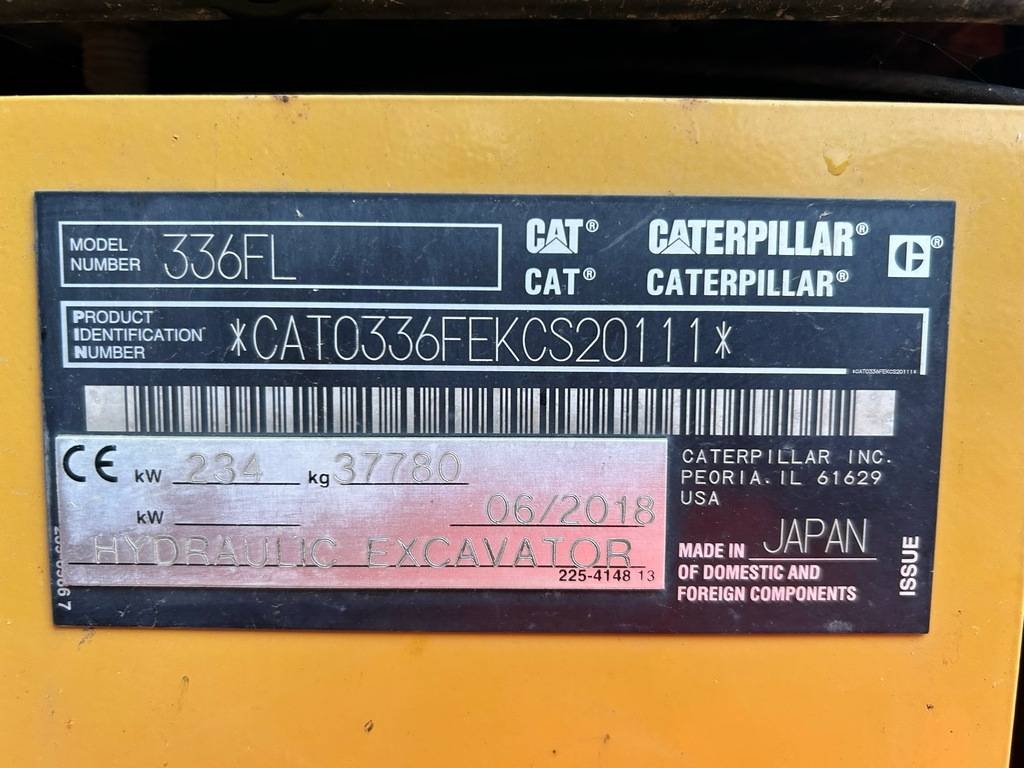 MODEL NUMBER 336FL
CAT® CATERPILLAR® C®
CAT® CATERPILLAR®
PRODUCT
IDENTIFICATION
NUMBER *CAT0336FEKCS20111*
*CAT0336FEKCS20111*
CE kW 234 kg 37780
kW 06/2018
HYDRAULIC EXCAVATOR
225-4148 13
CATERPILLAR INC.
PEORIA. IL 61629
USA
MADE IN JAPAN
OF DOMESTIC AND
FOREIGN COMPONENTS
ISSUE